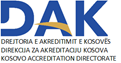 DAK
DREJTORIA E AKREDITIMIT E KOSOVËS
DIREKCIJA ZA AKREDITACIJU KOSOVA
KOSOVO ACCREDITATION DIRECTORATE